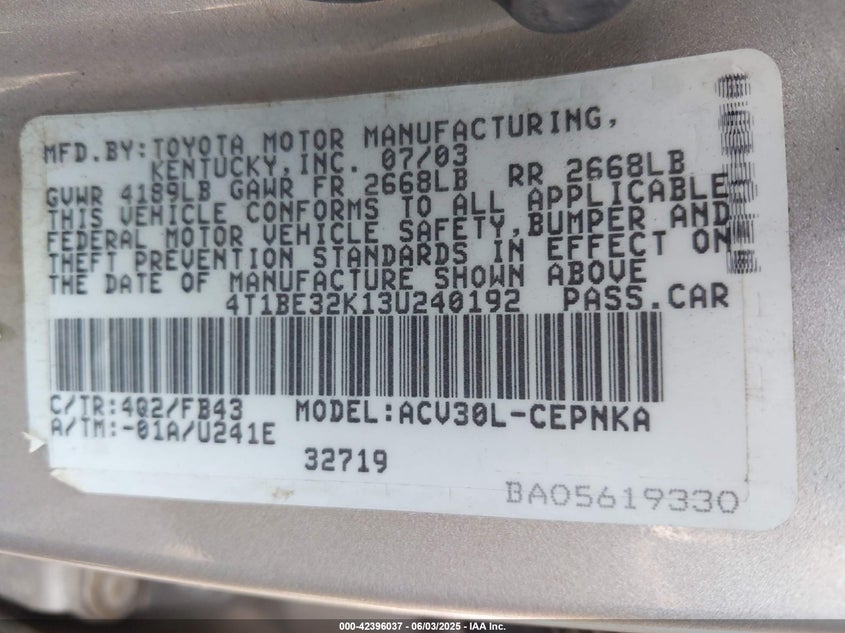 MFD.BY:TOYOTA MOTOR MANUFACTURING,
KENTUCKY,INC. 07/03
GVWR 4189LB GAWR FR 2668LB RR 2668LB
THIS VEHICLE CONFORMS TO ALL APPLICABLE
FEDERAL MOTOR VEHICLE SAFETY,BUMPER AND
THEFT PREVENTION STANDARDS IN EFFECT ON
THE DATE OF MANUFACTURE SHOWN ABOVE
4T1BE32K13U240192 PASS.CAR
C/TR:4Q2/FB43 MODEL:ACV30L-CEPNKA
A/TM:-01A/U241E
32719
BA05619330
000-42396037 - 06/03/2025 - IAA Inc.